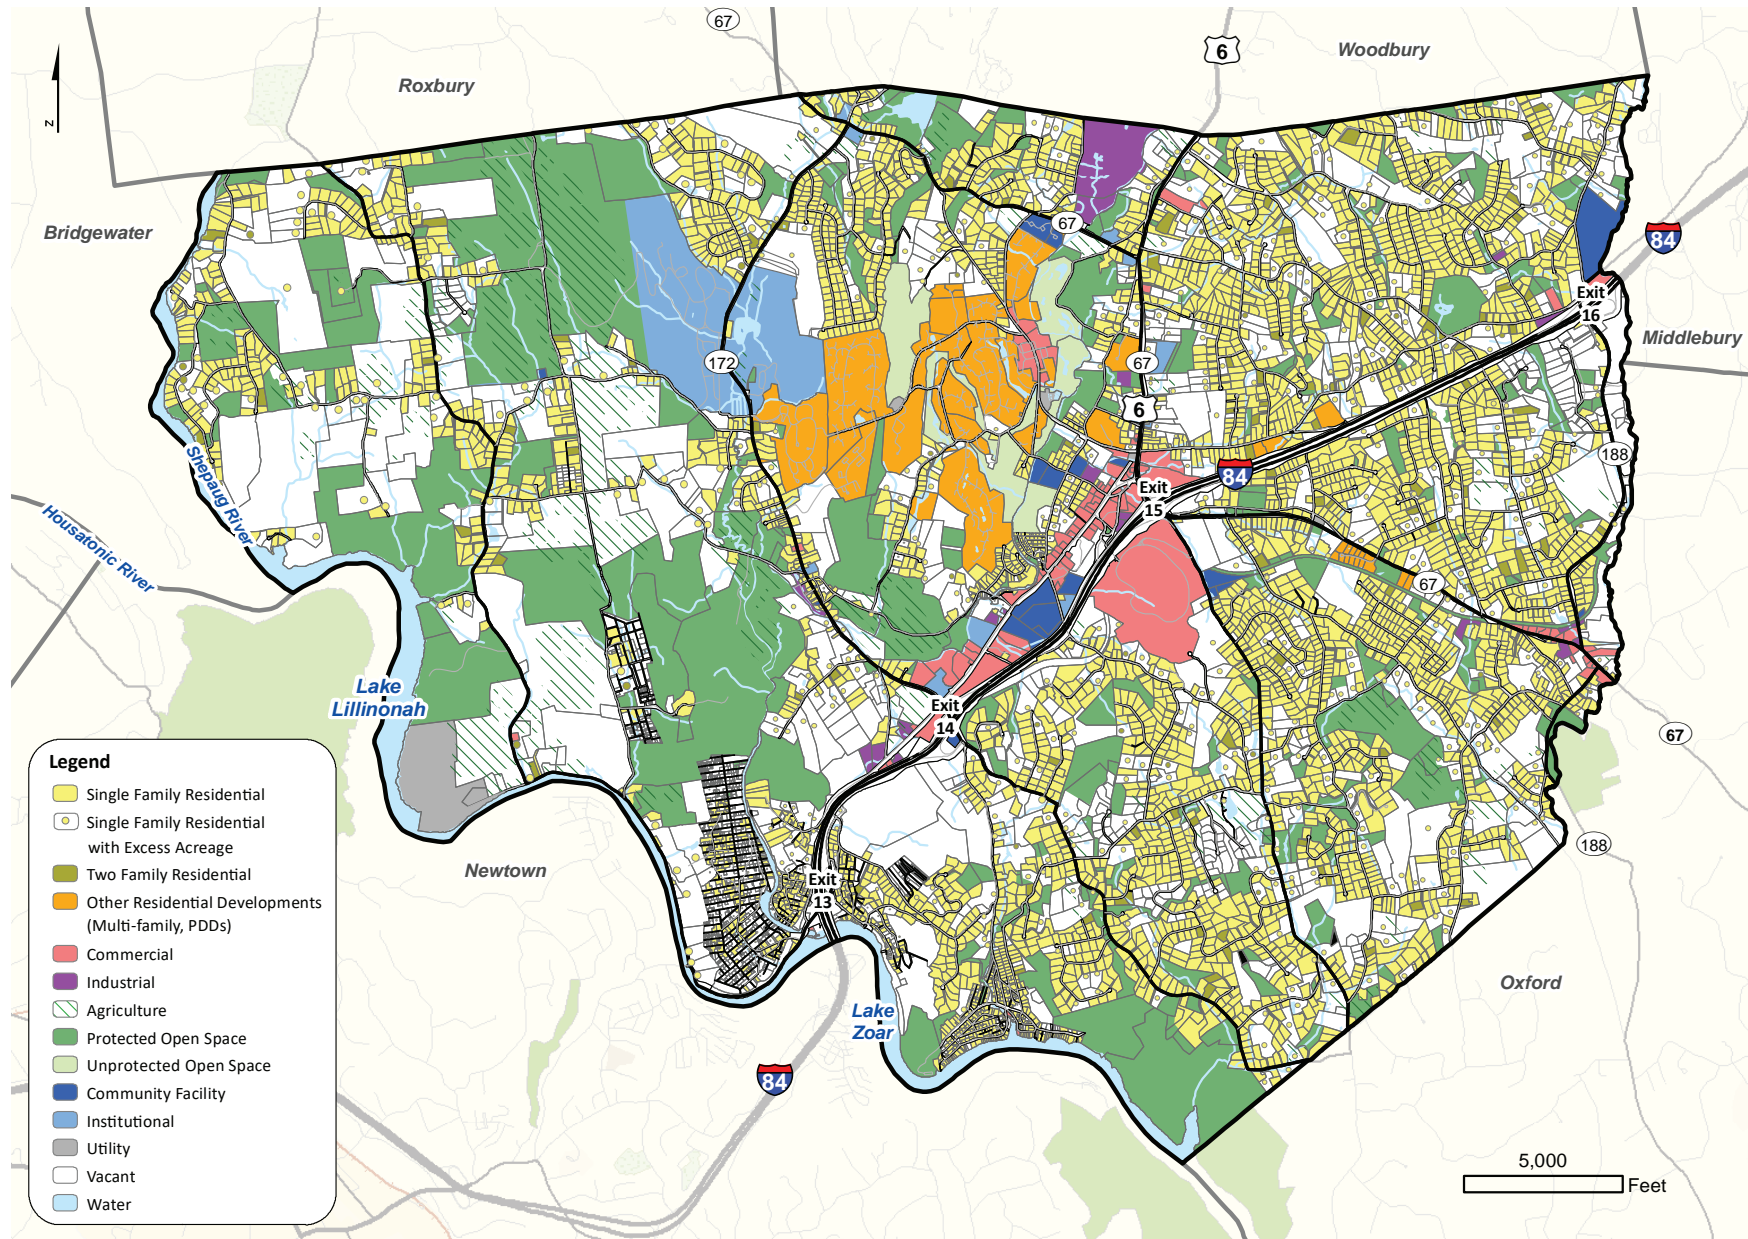 67
6
Woodbury
Roxbury
z
67
Bridgewater
84
Exit
16
Middlebury
172
67
6
188
84
Exit
15
Shepaug River
Housatonic River
67
Lake
Lillinonah
Exit
14
67
188
Newtown
Exit
13
Oxford
Lake
Zoar
84
Legend
Single Family Residential
Single Family Residential
with Excess Acreage
Two Family Residential
Other Residential Developments
(Multi-family, PDDs)
Commercial
Industrial
Agriculture
Protected Open Space
Unprotected Open Space
Community Facility
Institutional
Utility
Vacant
Water
5,000
Feet